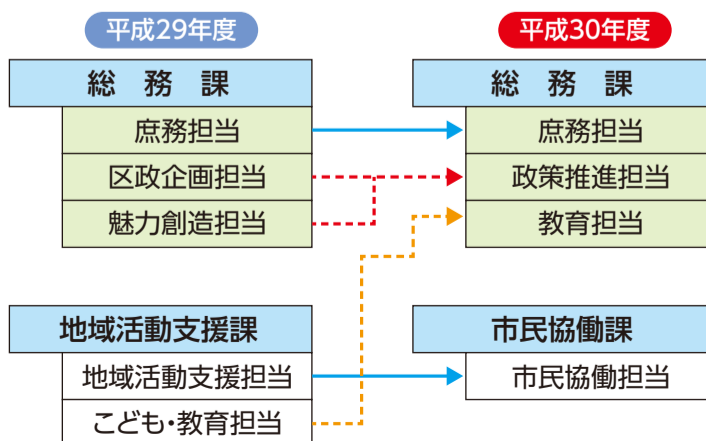 平成29年度
総務課
庶務担当
区政企画担当
魅力創造担当
地域活動支援課
地域活動支援担当
こども・教育担当
平成30年度
総務課
庶務担当
政策推進担当
教育担当
市民協働課
市民協働担当